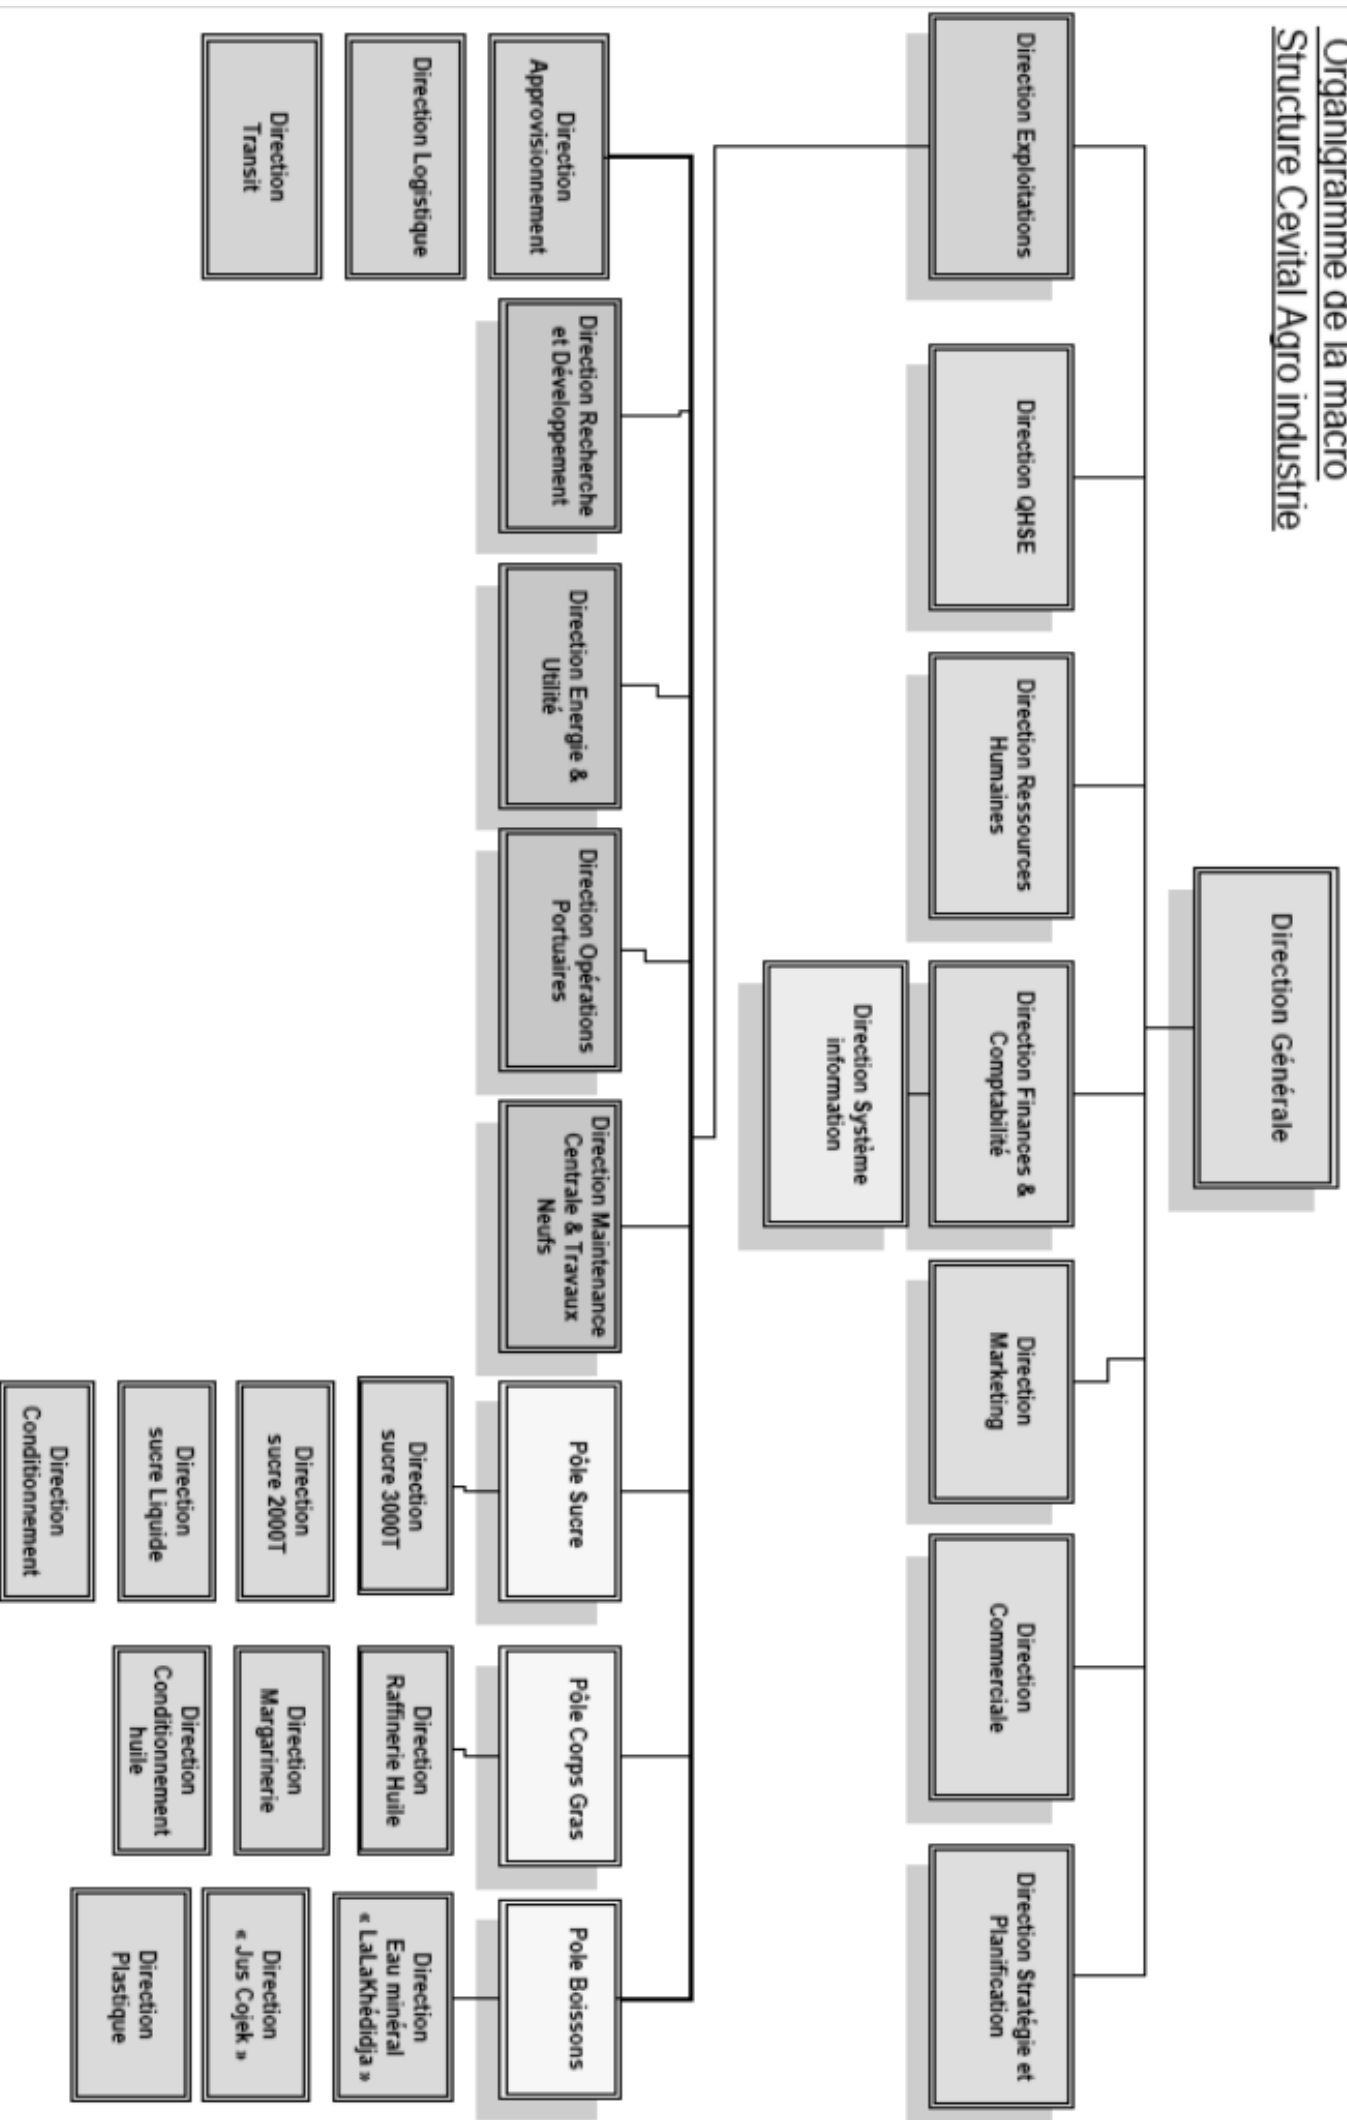 Organigramme de la macro
Structure Cevital Agro industrie
Direction Générale
Direction Exploitations
Direction QHSE
Direction Ressources
Humaines
Direction Finances &
Comptabilité
Direction
Marketing
Direction
Commerciale
Direction Stratégie et
Planification
Direction Système
information
Direction
Approvisionnement
Direction Logistique
Direction
Transit
Direction Recherche
et Développement
Direction Energie &
Utilité
Direction Opérations
Portuaires
Direction Maintenance
Centrale & Travaux
Neufs
Pôle Sucre
Direction
sucre 3000T
Direction
sucre 2000T
Direction
sucre Liquide
Direction
Conditionnement
Pôle Corps Gras
Direction
Raffinerie Huile
Direction
Margarinerie
Direction
Conditionnement
huile
Pole Boissons
Direction
Eau minéral
« LaLaKhédidja »
Direction
« Jus Cojek »
Direction
Plastique